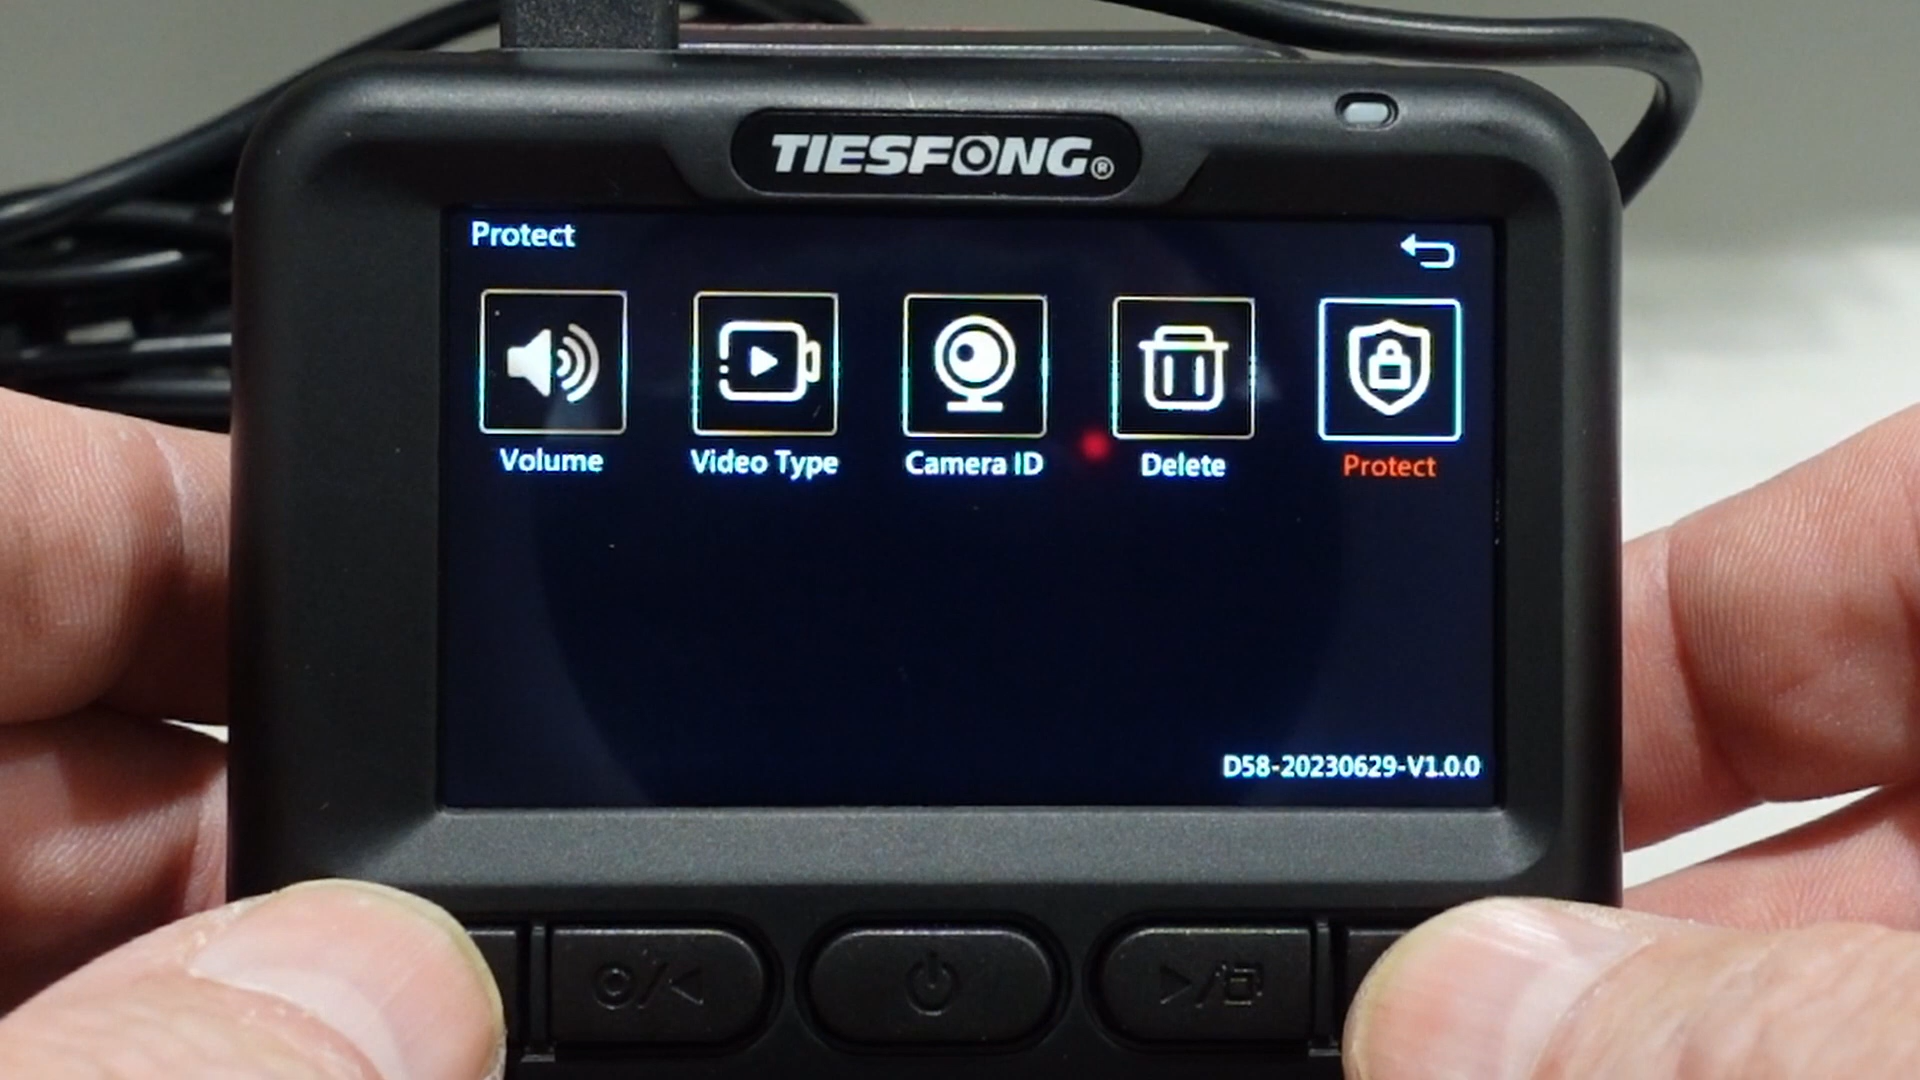 TIESFONG®
Protect
Volume
Video Type
Camera ID
Delete
Protect
D58-20230629-V1.0.0